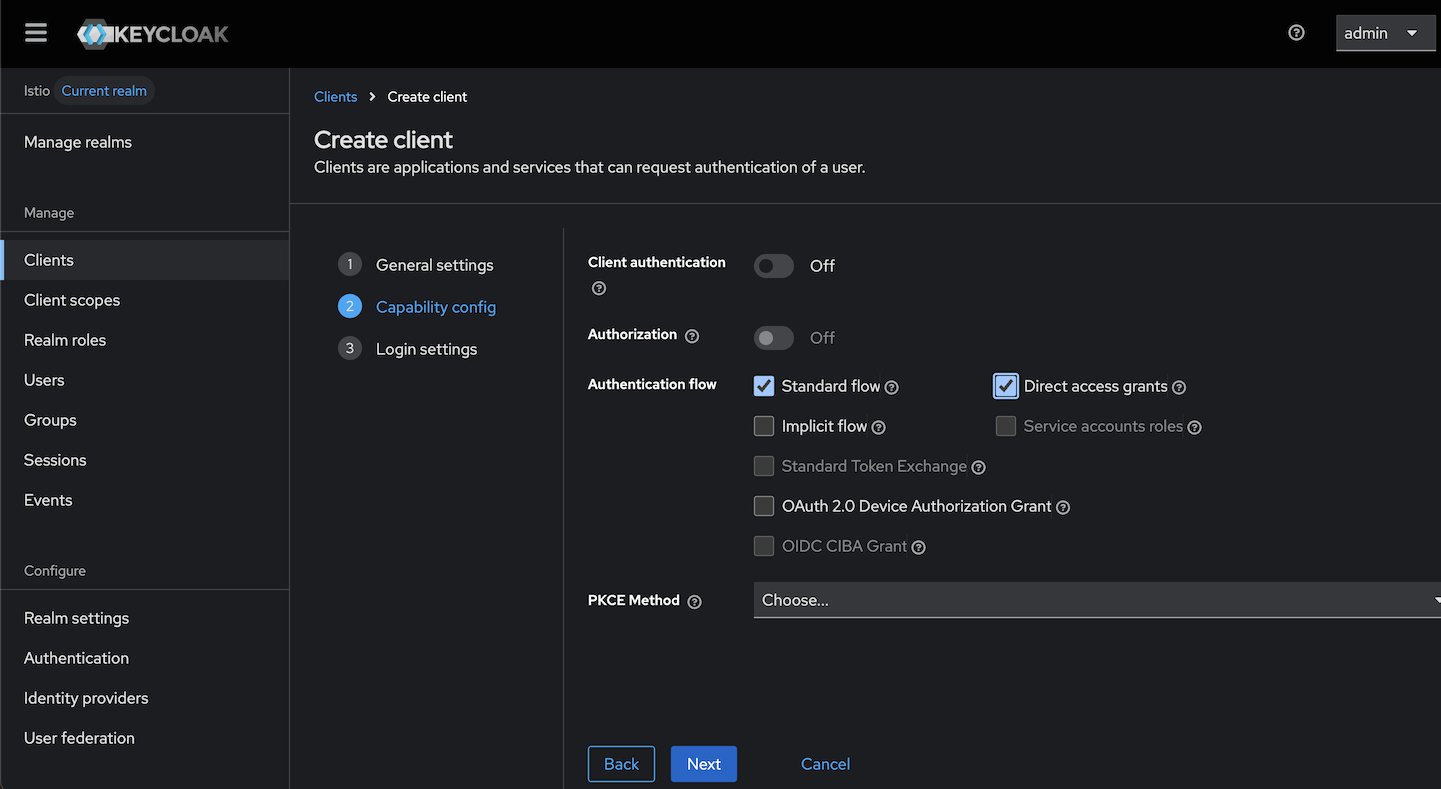 KEYCLOAK
admin
Istio Current realm
Manage realms
Manage
Clients
Client scopes
Realm roles
Users
Groups
Sessions
Events
Configure
Realm settings
Authentication
Identity providers
User federation
Clients > Create client
Create client
Clients are applications and services that can request authentication of a user.
1 General settings
2 Capability config
3 Login settings
Client authentication
Off
Authorization
Off
Authentication flow
Standard flow
Direct access grants
Implicit flow
Service accounts roles
Standard Token Exchange
OAuth 2.0 Device Authorization Grant
OIDC CIBA Grant
PKCE Method
Choose...
Back
Next
Cancel